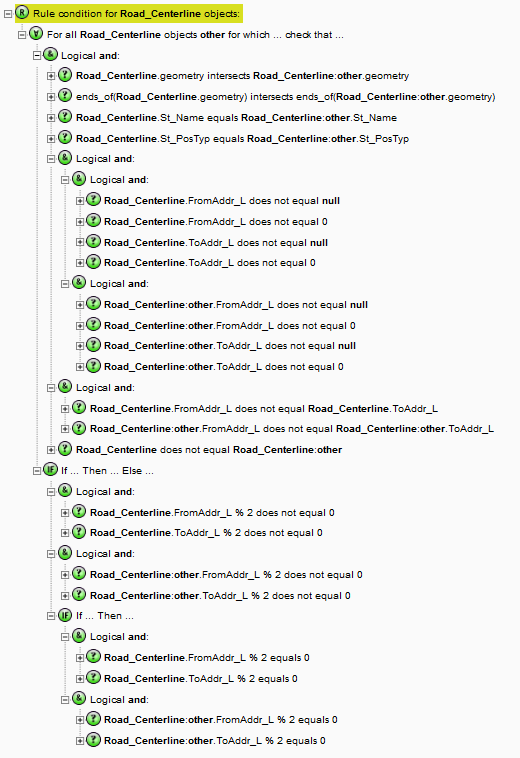 R Rule condition for Road_Centerline objects:
∀ For all Road_Centerline objects other for which ... check that ...
& Logical and:
? Road_Centerline.geometry intersects Road_Centerline:other.geometry
? ends_of(Road_Centerline.geometry) intersects ends_of(Road_Centerline:other.geometry)
? Road_Centerline.St_Name equals Road_Centerline:other.St_Name
? Road_Centerline.St_PosTyp equals Road_Centerline:other.St_PosTyp
& Logical and:
& Logical and:
? Road_Centerline.FromAddr_L does not equal null
? Road_Centerline.FromAddr_L does not equal 0
? Road_Centerline.ToAddr_L does not equal null
? Road_Centerline.ToAddr_L does not equal 0
& Logical and:
? Road_Centerline:other.FromAddr_L does not equal null
? Road_Centerline:other.FromAddr_L does not equal 0
? Road_Centerline:other.ToAddr_L does not equal null
? Road_Centerline:other.ToAddr_L does not equal 0
& Logical and:
? Road_Centerline.FromAddr_L does not equal Road_Centerline.ToAddr_L
? Road_Centerline:other.FromAddr_L does not equal Road_Centerline:other.ToAddr_L
? Road_Centerline does not equal Road_Centerline:other
IF If ... Then ... Else ...
& Logical and:
? Road_Centerline.FromAddr_L % 2 does not equal 0
? Road_Centerline.ToAddr_L % 2 does not equal 0
& Logical and:
? Road_Centerline:other.FromAddr_L % 2 does not equal 0
? Road_Centerline:other.ToAddr_L % 2 does not equal 0
IF If ... Then ...
& Logical and:
? Road_Centerline.FromAddr_L % 2 equals 0
? Road_Centerline.ToAddr_L % 2 equals 0
& Logical and:
? Road_Centerline:other.FromAddr_L % 2 equals 0
? Road_Centerline:other.ToAddr_L % 2 equals 0